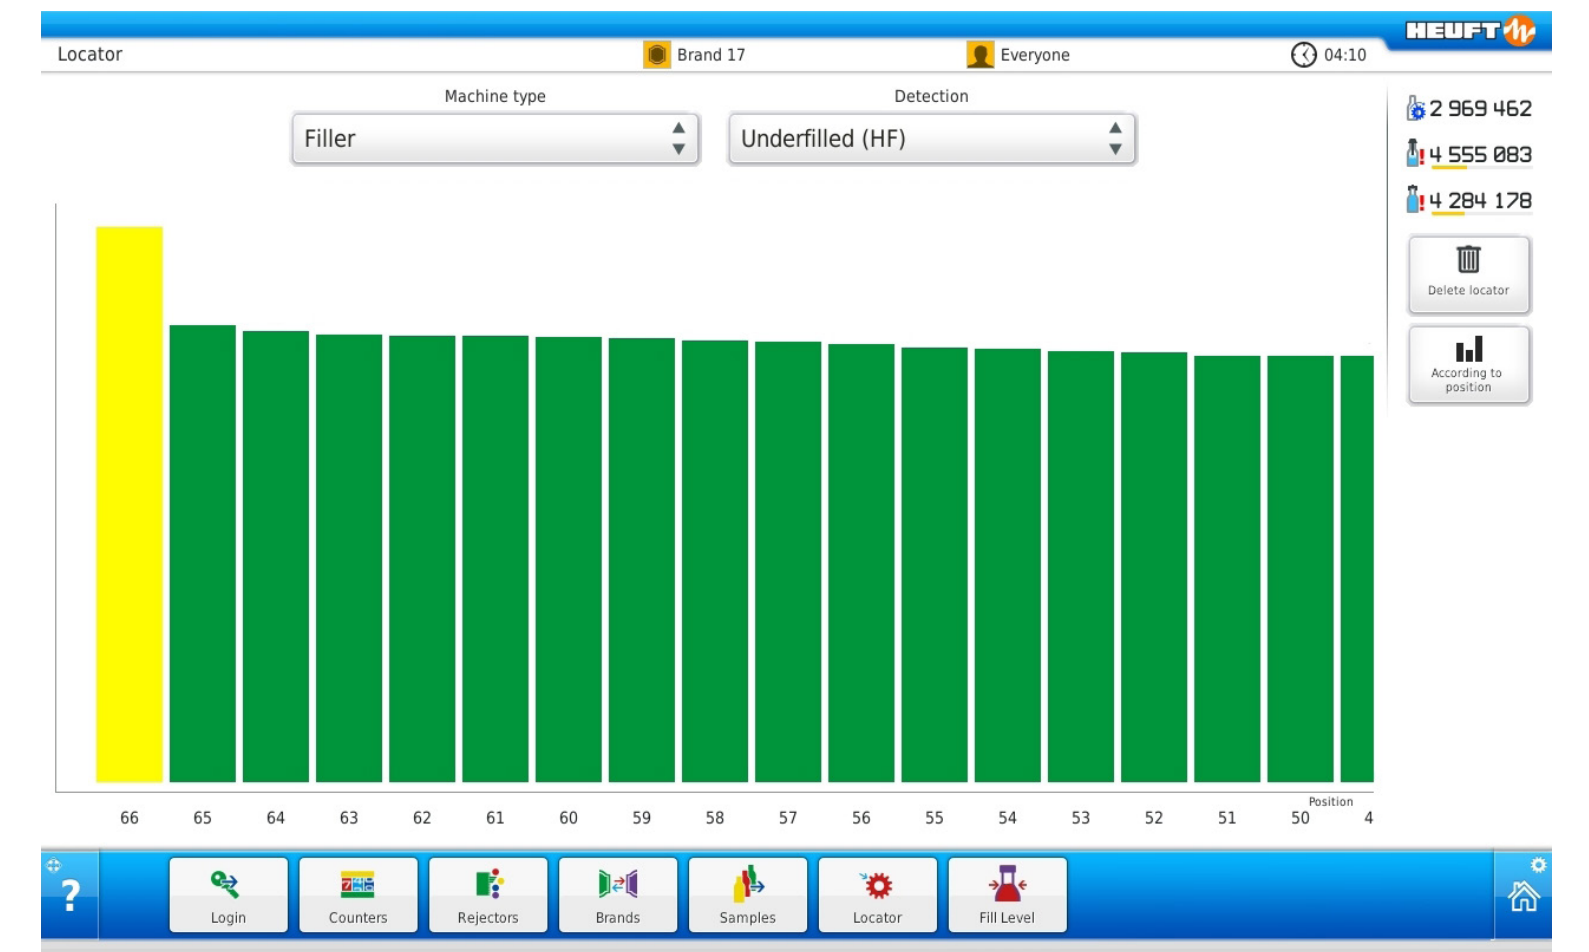 HEUFT
Locator
Brand 17
Everyone
04:10
Machine type
Detection
Filler
Underfilled (HF)
2 969 462
4 555 083
4 284 178
Delete locator
According to
position
Position
66 65 64 63 62 61 60 59 58 57 56 55 54 53 52 51 50 4
?
Login
Counters
Rejectors
Brands
Samples
Locator
Fill Level